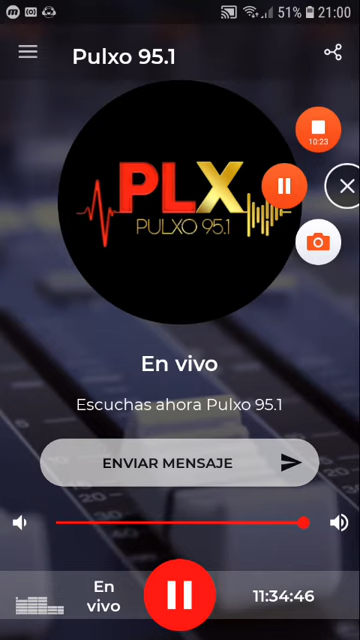 51% 21:00
Pulxo 95.1
10:23
PLX
PULXO 95.1
En vivo
Escuchas ahora Pulxo 95.1
ENVIAR MENSAJE
En
vivo
11:34:46